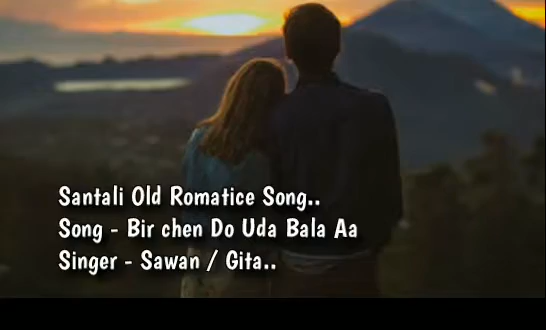 Santali Old Romatice Song..
Song - Bir chen Do Uda Bala Aa
Singer - Sawan / Gita..